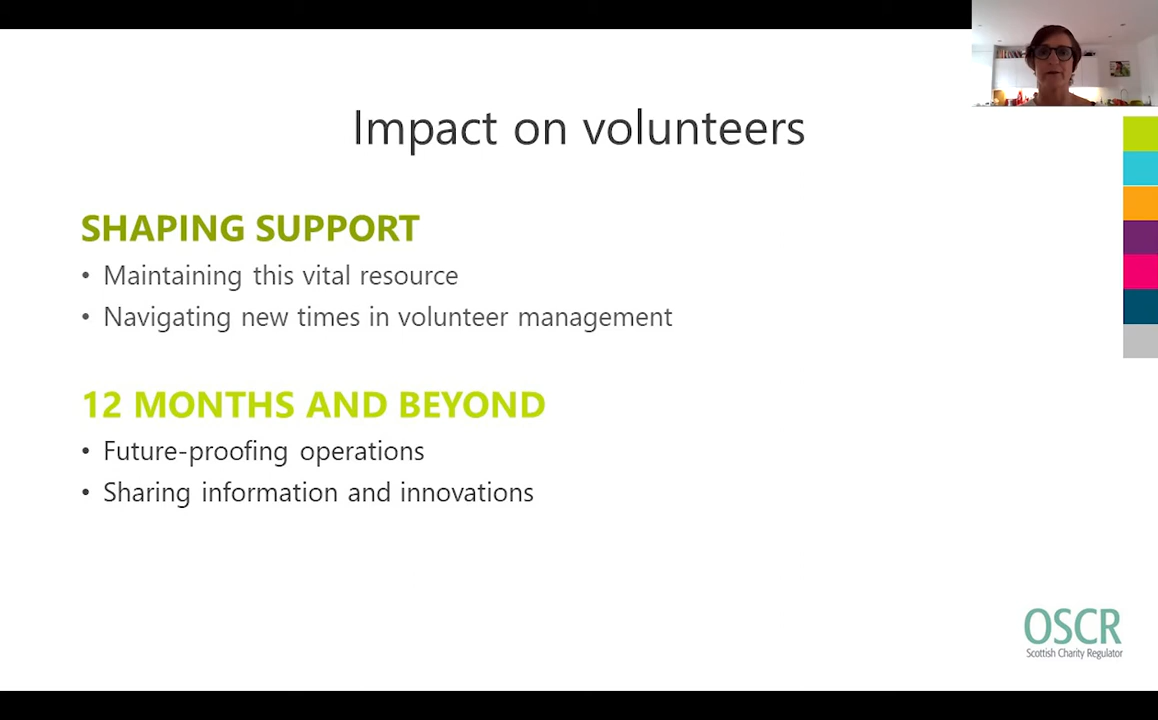 Impact on volunteers
SHAPING SUPPORT
• Maintaining this vital resource
• Navigating new times in volunteer management
12 MONTHS AND BEYOND
• Future-proofing operations
• Sharing information and innovations
OSCR
Scottish Charity Regulator